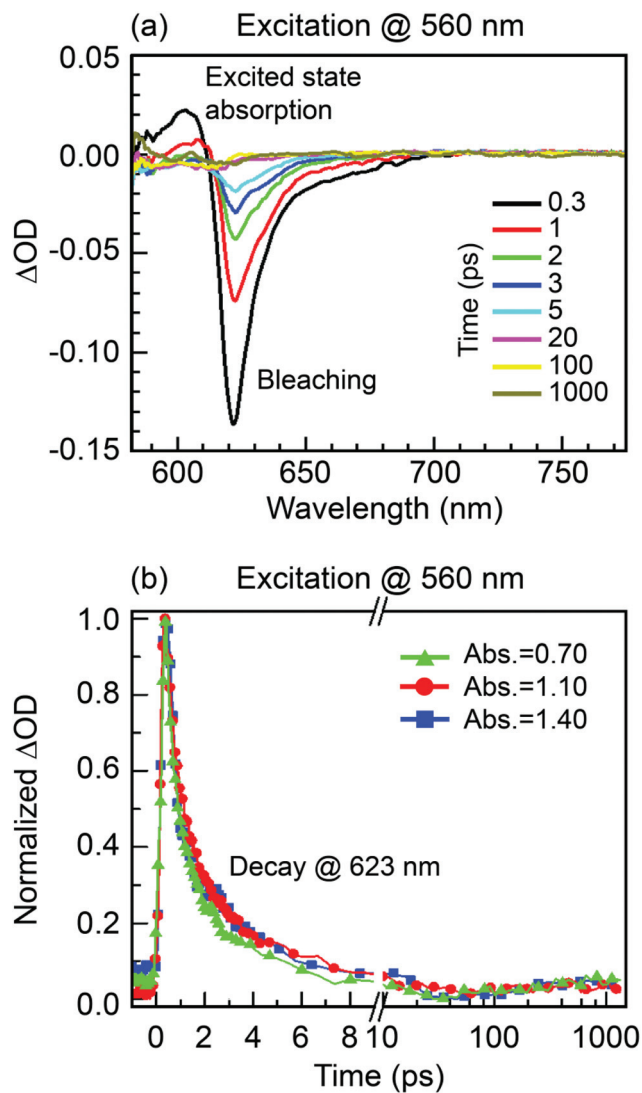 (a) Excitation @ 560 nm
0.05
0.00
-0.05
-0.10
-0.15
ΔOD
Excited state
absorption
Bleaching
Time (ps)
0.3
1
2
3
5
20
100
1000
600 650 700 750
Wavelength (nm)
(b) Excitation @ 560 nm
1.0
0.8
0.6
0.4
0.2
0.0
Normalized ΔOD
Abs.=0.70
Abs.=1.10
Abs.=1.40
Decay @ 623 nm
0 2 4 6 8 10 100 1000
Time (ps)